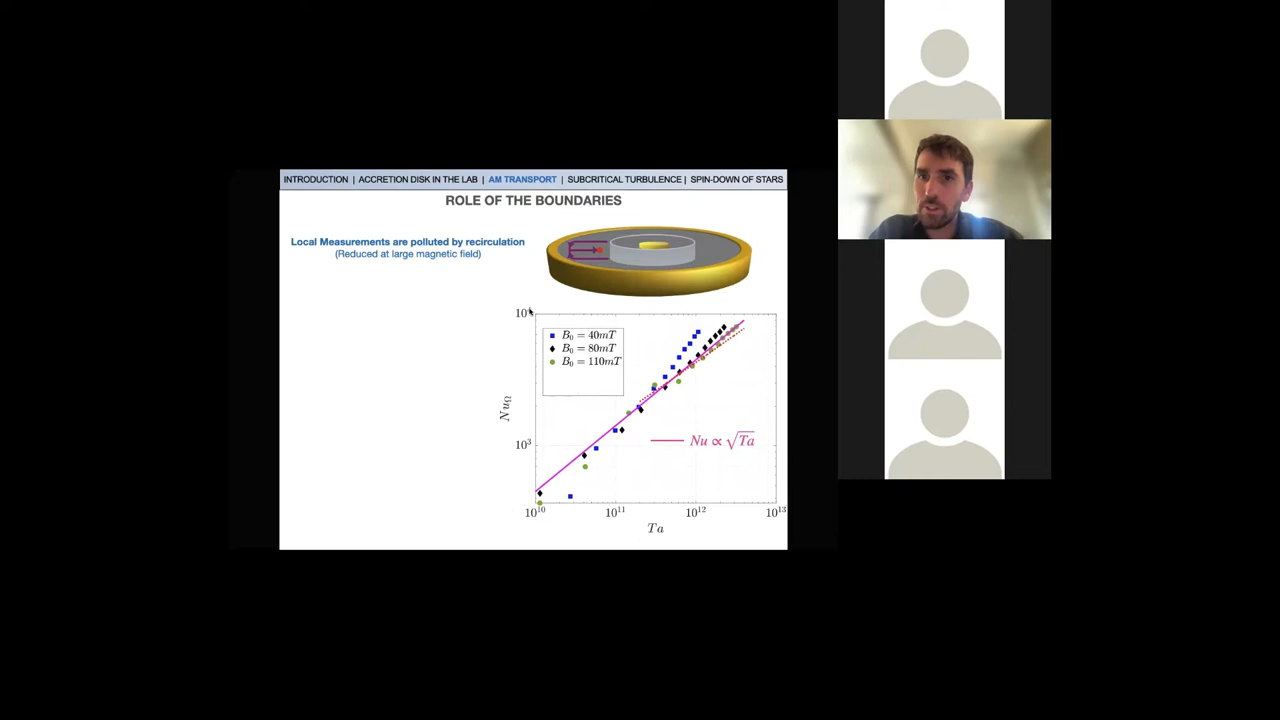 INTRODUCTION | ACCRETION DISK IN THE LAB | AM TRANSPORT | SUBCRITICAL TURBULENCE | SPIN-DOWN OF STARS
ROLE OF THE BOUNDARIES
Local Measurements are polluted by recirculation
(Reduced at large magnetic field)
10⁴
B₀ = 40mT
B₀ = 80mT
B₀ = 110mT
Nu_Ω
Nu ∝ √Ta
10³
10¹⁰ 10¹¹ 10¹² 10¹³
Ta